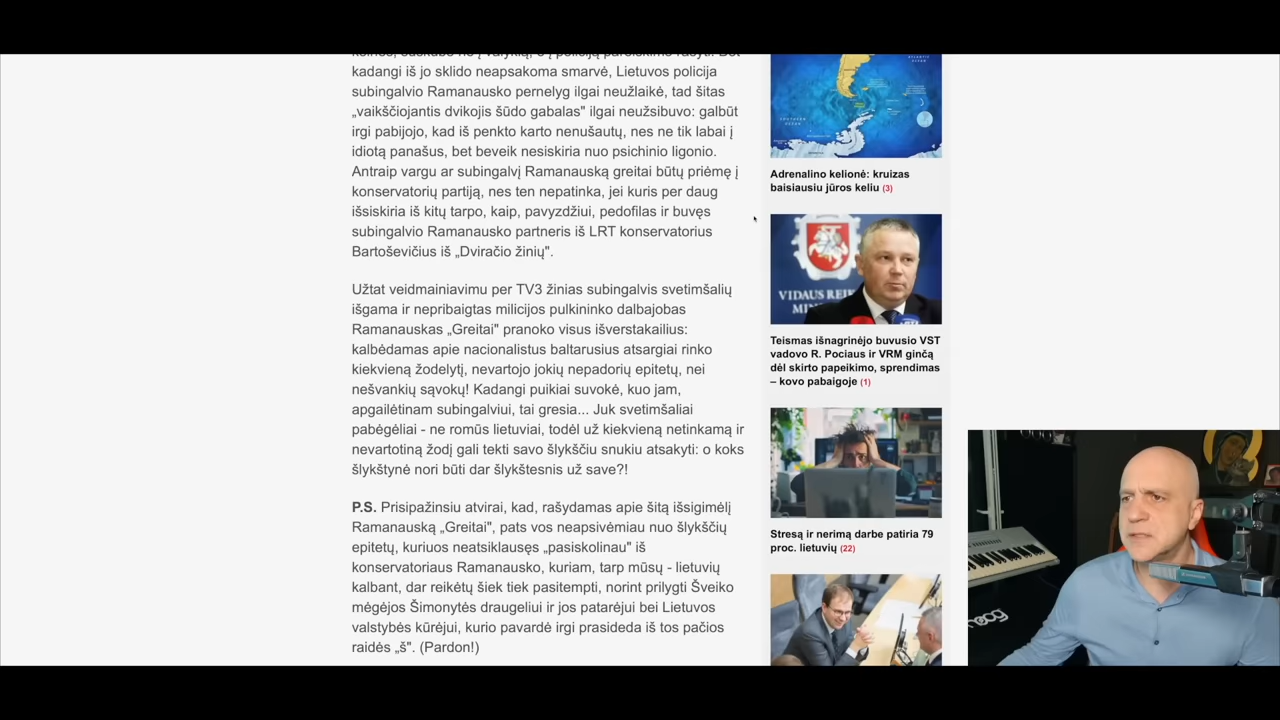 kadangi iš jo sklido neapsakoma smarvė, Lietuvos policija
subingalvio Ramanausko pernelyg ilgai neužlaikė, tad šitas
„vaikščiojantis dvikojis šūdo gabalas" ilgai neužsibuvo: galbūt
irgi pabijojo, kad iš penkto karto nenušautų, nes ne tik labai į
idiotą panašus, bet beveik nesiskiria nuo psichinio ligonio.
Antraip vargu ar subingalvį Ramanauską greitai būtų priėmę į
konservatorių partiją, nes ten nepatinka, jei kuris per daug
išsiskiria iš kitų tarpo, kaip, pavyzdžiui, pedofilas ir buvęs
subingalvio Ramanausko partneris iš LRT konservatorius
Bartoševičius iš „Dviračio žinių".
Užtat veidmainiavimu per TV3 žinias subingalvis svetimšalių
išgama ir nepribaigtas milicijos pulkininko dalbajobas
Ramanauskas „Greitai" pranoko visus išverstakailius:
kalbėdamas apie nacionalistus baltarusius atsargiai rinko
kiekvieną žodelytį, nevartojo jokių nepadorių epitetų, nei
nešvankių sąvokų! Kadangi puikiai suvokė, kuo jam,
apgailėtinam subingalviui, tai gresia... Juk svetimšaliai
pabėgėliai - ne romūs lietuviai, todėl už kiekvieną netinkamą ir
nevartotiną žodį gali tekti savo šlykščiu snukiu atsakyti: o koks
šlykštynė nori būti dar šlykštesnis už save?!
P.S. Prisipažinsiu atvirai, kad, rašydamas apie šitą išsigimėlį
Ramanauską „Greitai", pats vos neapsivėmiau nuo šlykščių
epitetų, kuriuos neatsiklausęs „pasiskolinau" iš
konservatoriaus Ramanausko, kuriam, tarp mūsų - lietuvių
kalbant, dar reikėtų šiek tiek pasitempti, norint prilygti Šveiko
mėgėjos Šimonytės draugeliui ir jos patarėjui bei Lietuvos
valstybės kūrėjui, kurio pavardė irgi prasideda iš tos pačios
raidės „š". (Pardon!)
Adrenalino kelionė: kruizas
baisiausiu jūros keliu (3)
VIDAUS REIK
MIN
Teismas išnagrinėjo buvusio VST
vadovo R. Pociaus ir VRM ginčą
dėl skirto papeikimo, sprendimas
– kovo pabaigoje (1)
Stresą ir nerimą darbe patiria 79
proc. lietuvių (22)
moog